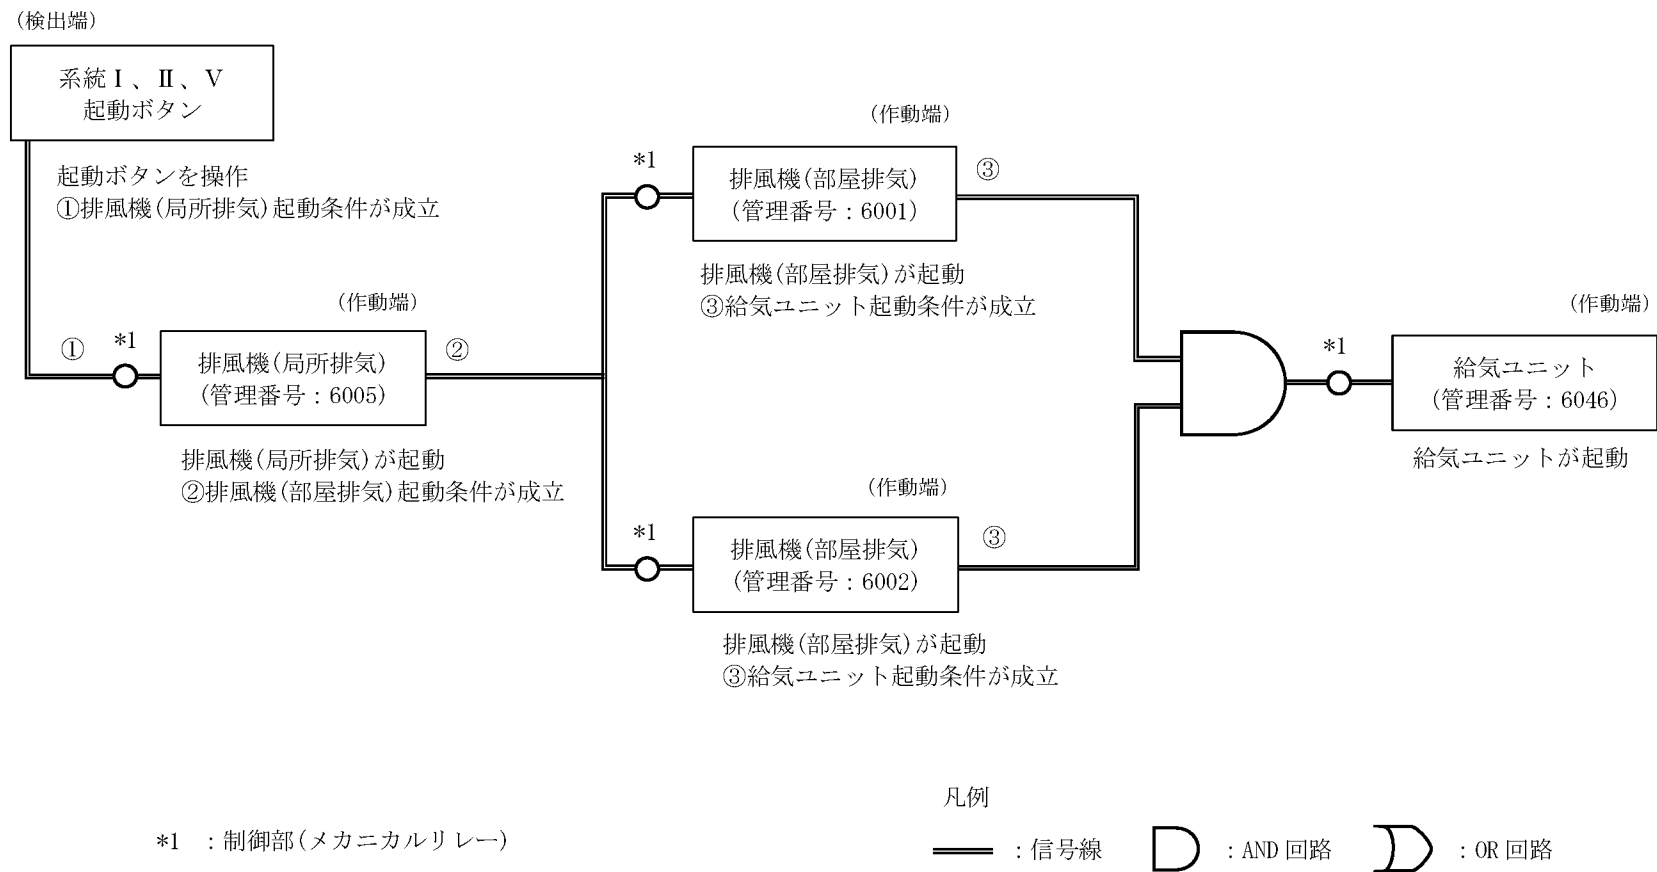 (検出端)
系統Ⅰ、Ⅱ、Ⅴ
起動ボタン
起動ボタンを操作
①排風機(局所排気)起動条件が成立
①
*1
(作動端)
排風機(局所排気)
(管理番号：6005)
②
排風機(局所排気)が起動
②排風機(部屋排気)起動条件が成立
(作動端)
*1
排風機(部屋排気)
(管理番号：6001)
③
排風機(部屋排気)が起動
③給気ユニット起動条件が成立
(作動端)
*1
排風機(部屋排気)
(管理番号：6002)
③
排風機(部屋排気)が起動
③給気ユニット起動条件が成立
(作動端)
*1
給気ユニット
(管理番号：6046)
給気ユニットが起動
*1 ：制御部(メカニカルリレー)
凡例
：信号線
：AND 回路
：OR 回路